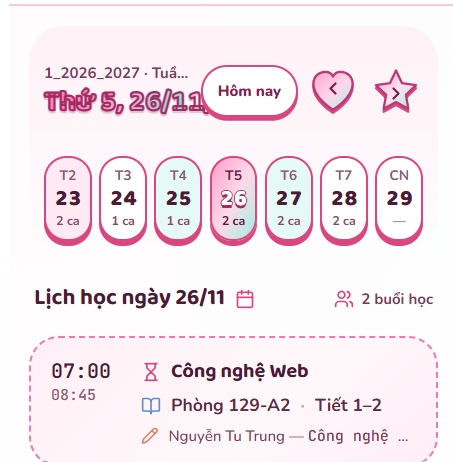 1_2026_2027 · Tuầ...
Thứ 5, 26/11
Hôm nay
T2 T3 T4 T5 T6 T7 CN
23 24 25 26 27 28 29
2 ca 1 ca 1 ca 2 ca 2 ca 2 ca —
Lịch học ngày 26/11
2 buổi học
07:00
08:45
Công nghệ Web
Phòng 129-A2 · Tiết 1–2
Nguyễn Tu Trung — Công nghệ ...